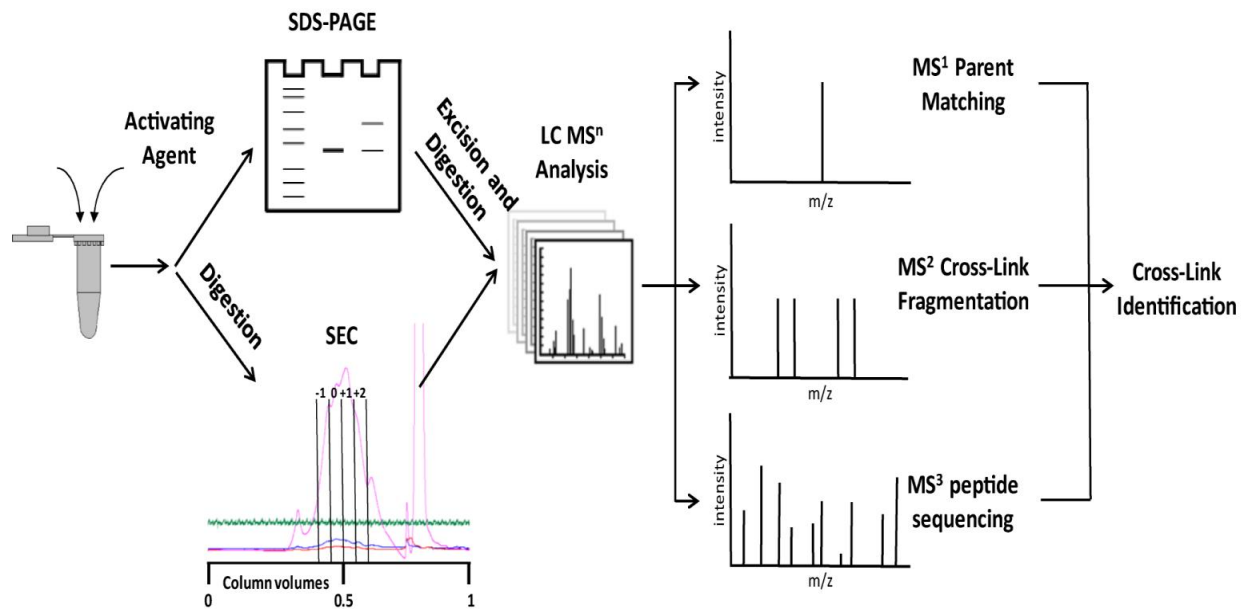 SDS-PAGE
Activating
Agent
Excision and
Digestion
LC MSⁿ
Analysis
Digestion
SEC
-1 0 +1 +2
Column volumes
0 0.5 1
intensity
m/z
MS¹ Parent
Matching
intensity
m/z
MS² Cross-Link
Fragmentation
intensity
m/z
MS³ peptide
sequencing
Cross-Link
Identification